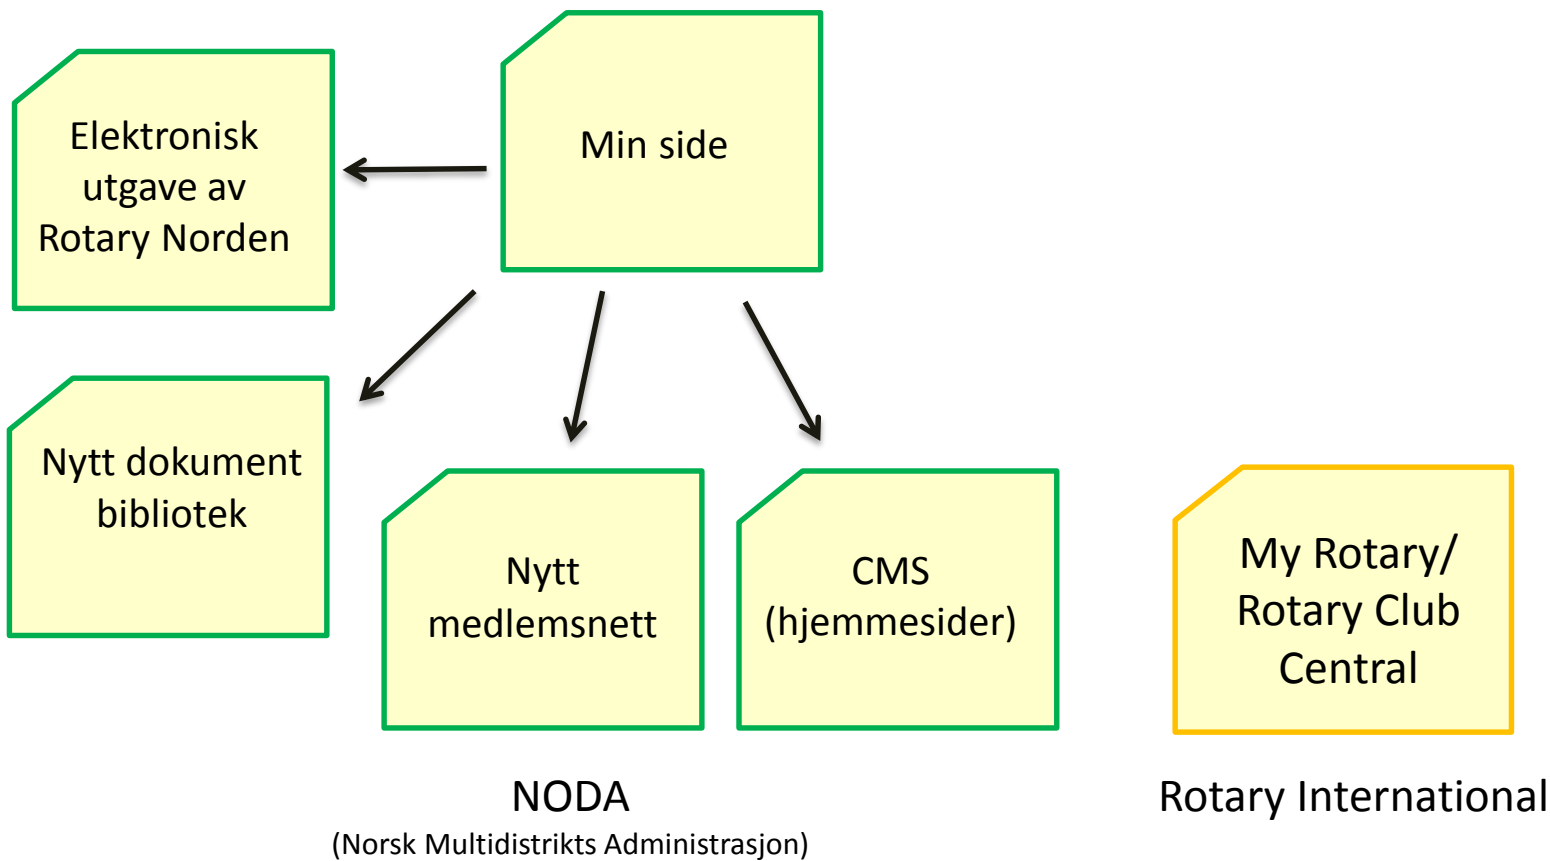 Min side
Elektronisk
utgave av
Rotary Norden
Nytt dokument
bibliotek
Nytt
medlemsnett
CMS
(hjemmesider)
My Rotary/
Rotary Club
Central
NODA
(Norsk Multidistrikts Administrasjon)
Rotary International